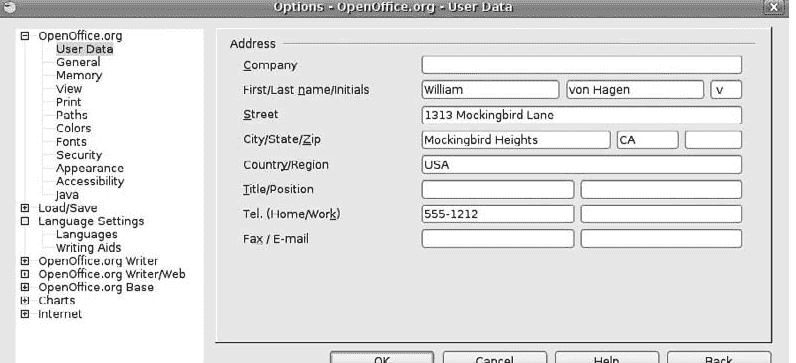 Options - OpenOffice.org - User Data
OpenOffice.org
User Data
General
Memory
View
Print
Paths
Colors
Fonts
Security
Appearance
Accessibility
Java
Load/Save
Language Settings
Languages
Writing Aids
OpenOffice.org Writer
OpenOffice.org Writer/Web
OpenOffice.org Base
Charts
Internet
Address
Company
First/Last name/Initials William von Hagen v
Street 1313 Mockingbird Lane
City/State/Zip Mockingbird Heights CA
Country/Region USA
Title/Position
Tel. (Home/Work) 555-1212
Fax / E-mail
OK Cancel Help Back